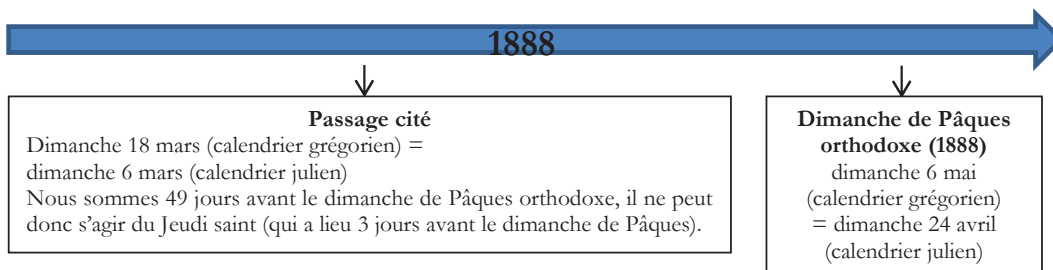 1888
Passage cité
Dimanche 18 mars (calendrier grégorien) =
dimanche 6 mars (calendrier julien)
Nous sommes 49 jours avant le dimanche de Pâques orthodoxe, il ne peut
donc s'agir du Jeudi saint (qui a lieu 3 jours avant le dimanche de Pâques).
Dimanche de Pâques
orthodoxe (1888)
dimanche 6 mai
(calendrier grégorien)
= dimanche 24 avril
(calendrier julien)